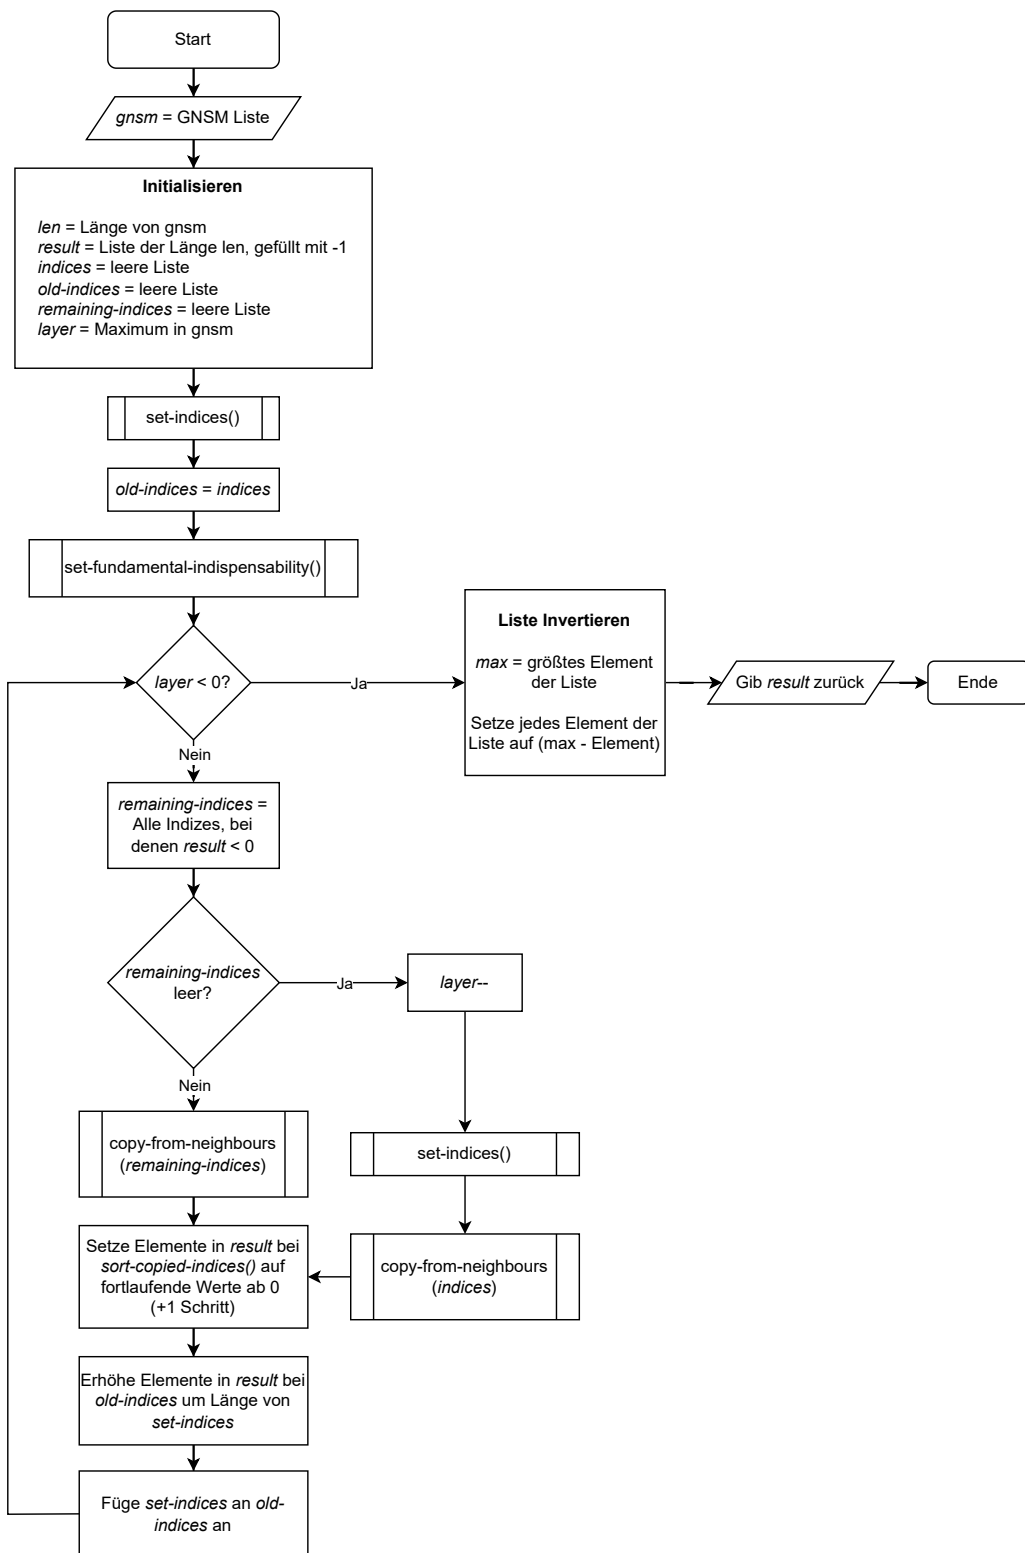 Start
gnsm = GNSM Liste
Initialisieren
len = Länge von gnsm
result = Liste der Länge len, gefüllt mit -1
indices = leere Liste
old-indices = leere Liste
remaining-indices = leere Liste
layer = Maximum in gnsm
set-indices()
old-indices = indices
set-fundamental-indispensability()
layer < 0?
Ja
Liste Invertieren
max = größtes Element
der Liste
Setze jedes Element der
Liste auf (max - Element)
Gib result zurück
Ende
Nein
remaining-indices =
Alle Indizes, bei
denen result < 0
remaining-indices
leer?
Ja
layer--
Nein
copy-from-neighbours
(remaining-indices)
set-indices()
copy-from-neighbours
(indices)
Setze Elemente in result bei
sort-copied-indices() auf
fortlaufende Werte ab 0
(+1 Schritt)
Erhöhe Elemente in result bei
old-indices um Länge von
set-indices
Füge set-indices an old-
indices an